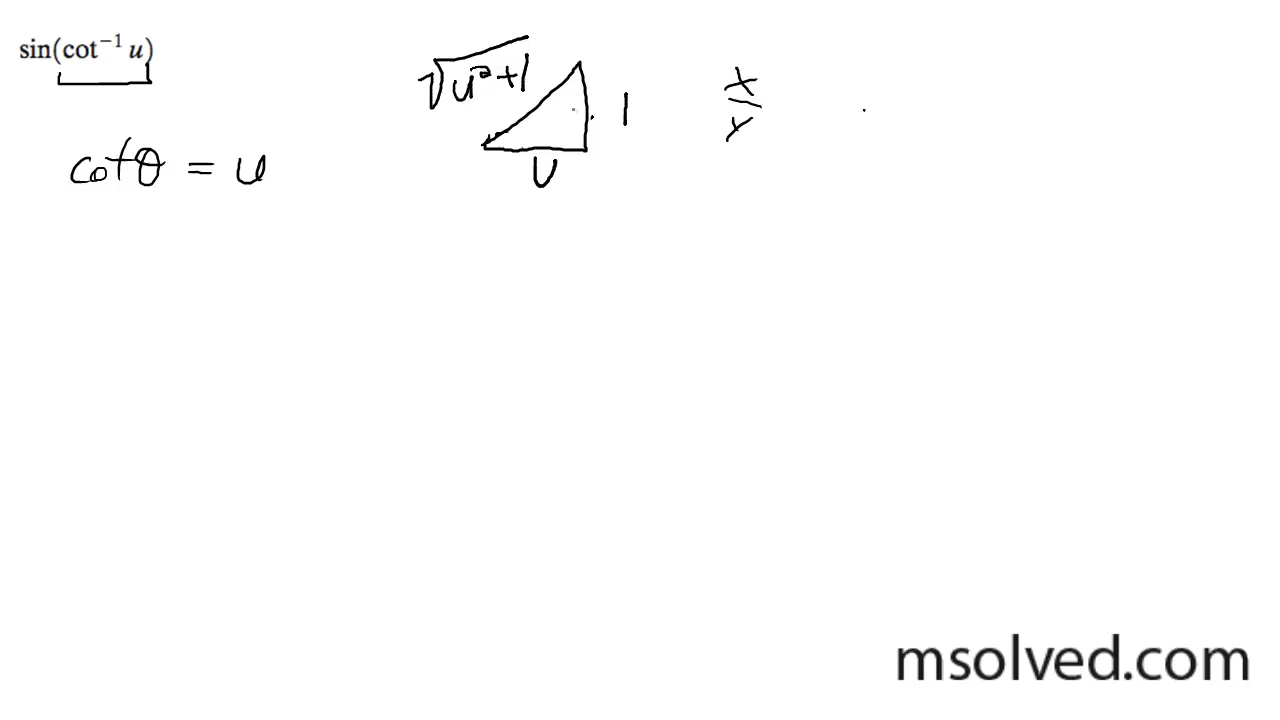 sin(cot⁻¹ u)
cotθ = u
√u²+1
1
u
x
y
msolved.com